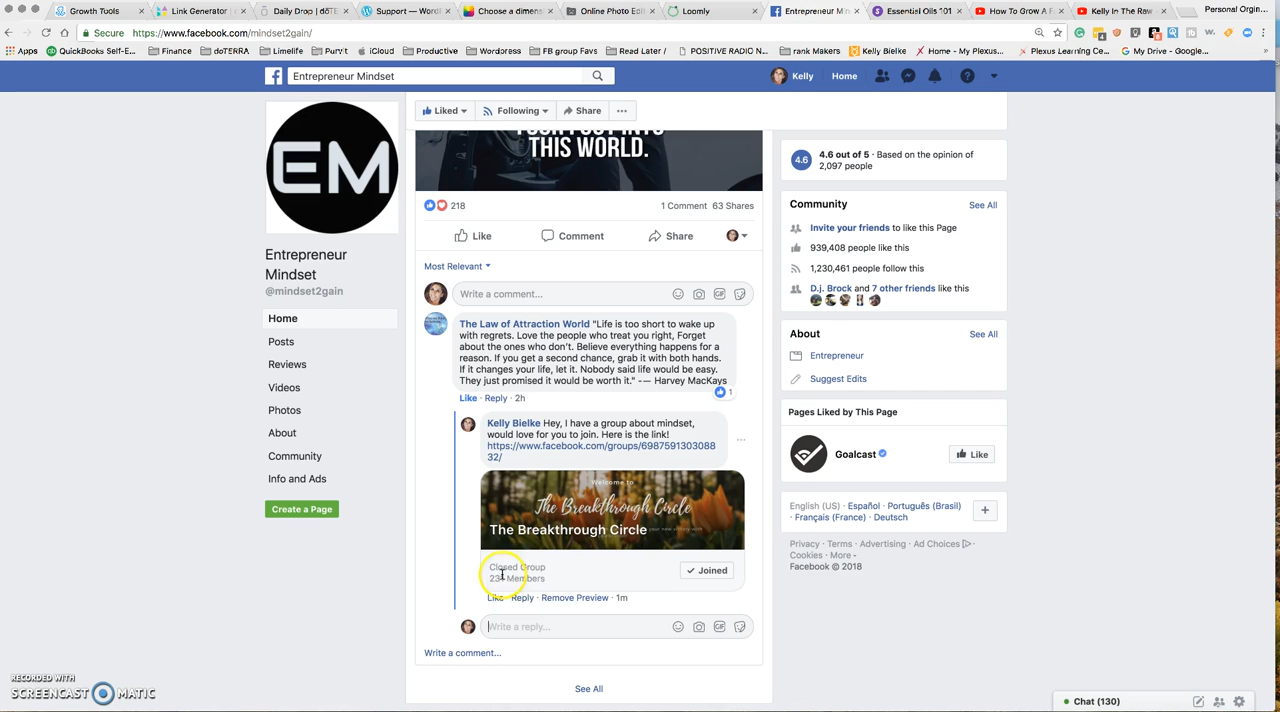 Growth Tools
Link Generator
Daily Drop | dōTE
Support — WordP
Choose a dimens
Online Photo Edi
Loomly
Entrepreneur Min
Essential Oils 101
How To Grow A F
Kelly In The Raw -
Personal Orgin...
Secure https://www.facebook.com/mindset2gain/
Apps
QuickBooks Self-E...
Finance
doTERRA
Limelife
Purvit
iCloud
Productive
Wordpress
FB group Favs
Read Later /
POSITIVE RADIO N...
rank Makers
Kelly Bielke
Home - My Plexus...
Plexus Learning Ce...
My Drive - Google...
Entrepreneur Mindset
Kelly
Home
EM
Entrepreneur
Mindset
@mindset2gain
Home
Posts
Reviews
Videos
Photos
About
Community
Info and Ads
Create a Page
Liked
Following
Share
THIS WORLD.
218
1 Comment 63 Shares
Like
Comment
Share
Most Relevant
Write a comment...
The Law of Attraction World "Life is too short to wake up
with regrets. Love the people who treat you right, Forget
about the ones who don't. Believe everything happens for a
reason. If you get a second chance, grab it with both hands.
If it changes your life, let it. Nobody said life would be easy.
They just promised it would be worth it." -— Harvey MacKays
1
Like · Reply · 2h
Kelly Bielke Hey, I have a group about mindset,
would love for you to join. Here is the link!
https://www.facebook.com/groups/6987591303088
32/
Welcome to
The Breakthrough Circle
The Breakthrough Circle
your new victory with
Closed Group
Members
Joined
Like · Reply · Remove Preview · 1m
Write a reply...
Write a comment...
See All
4.6
4.6 out of 5 · Based on the opinion of
2,097 people
Community
See All
Invite your friends to like this Page
939,408 people like this
1,230,461 people follow this
D.j. Brock and 7 other friends like this
About
See All
Entrepreneur
Suggest Edits
Pages Liked by This Page
Goalcast
Like
English (US) · Español · Português (Brasil)
· Français (France) · Deutsch
Privacy · Terms · Advertising · Ad Choices
Cookies · More
Facebook © 2018
Chat (130)
RECORDED WITH
SCREENCAST MATIC